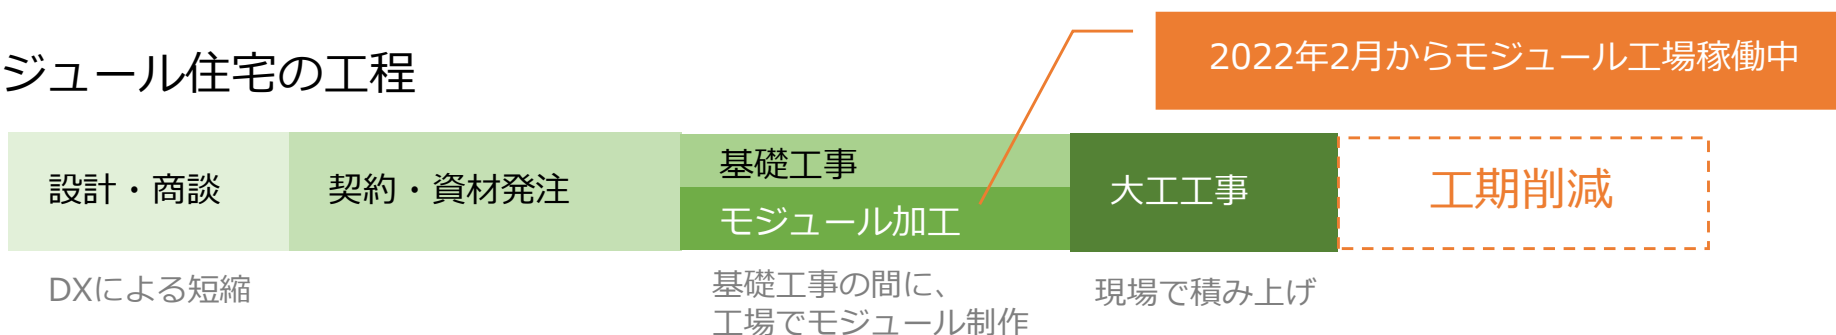 2022年2月からモジュール工場稼働中
ジュール住宅の工程
設計・商談
契約・資材発注
基礎工事
モジュール加工
大工工事
工期削減
DXによる短縮
基礎工事の間に、
工場でモジュール制作
現場で積み上げ